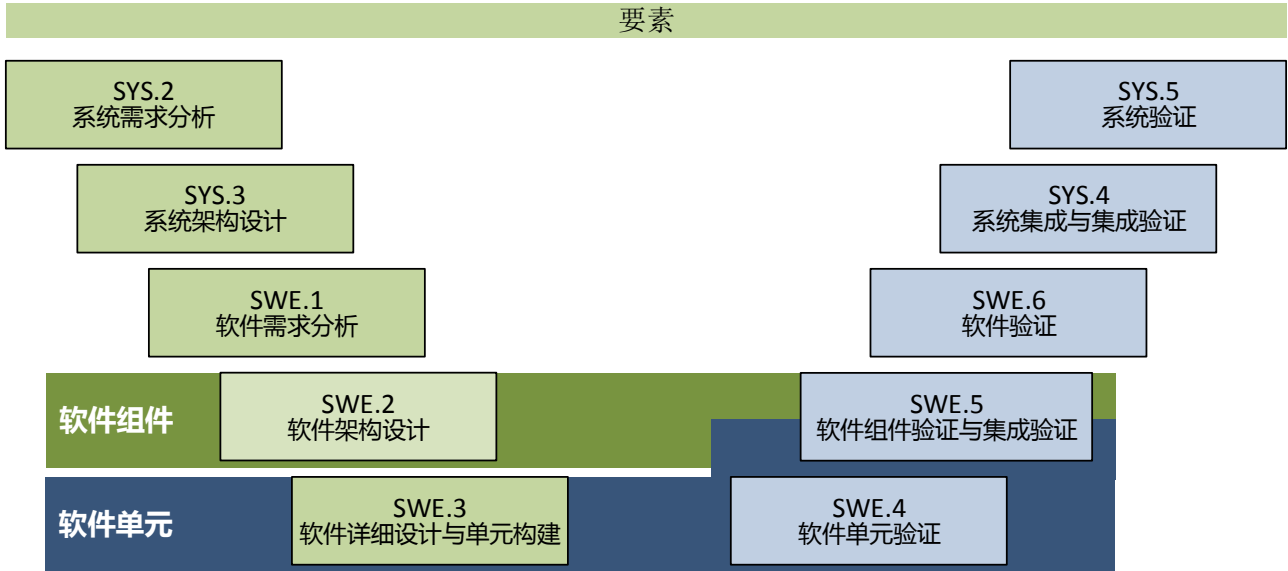 要素
SYS.2
系统需求分析
SYS.5
系统验证
SYS.3
系统架构设计
SYS.4
系统集成与集成验证
SWE.1
软件需求分析
SWE.6
软件验证
软件组件
SWE.2
软件架构设计
SWE.5
软件组件验证与集成验证
软件单元
SWE.3
软件详细设计与单元构建
SWE.4
软件单元验证